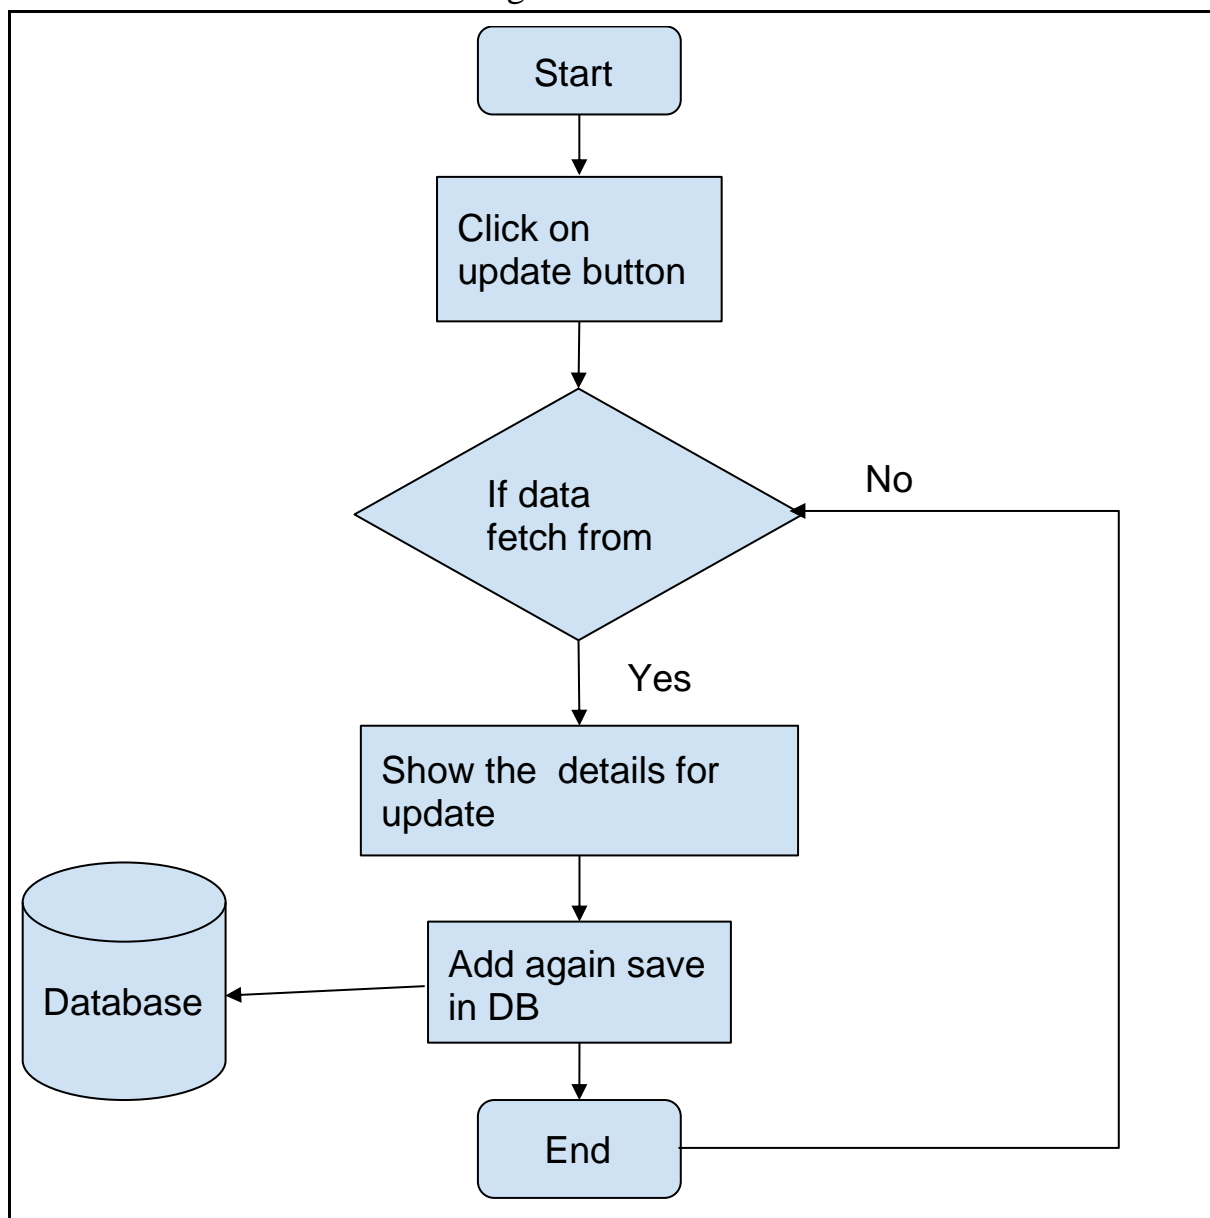 Start
Click on
update button
If data
fetch from
No
Yes
Show the  details for
update
Add again save
in DB
Database
End